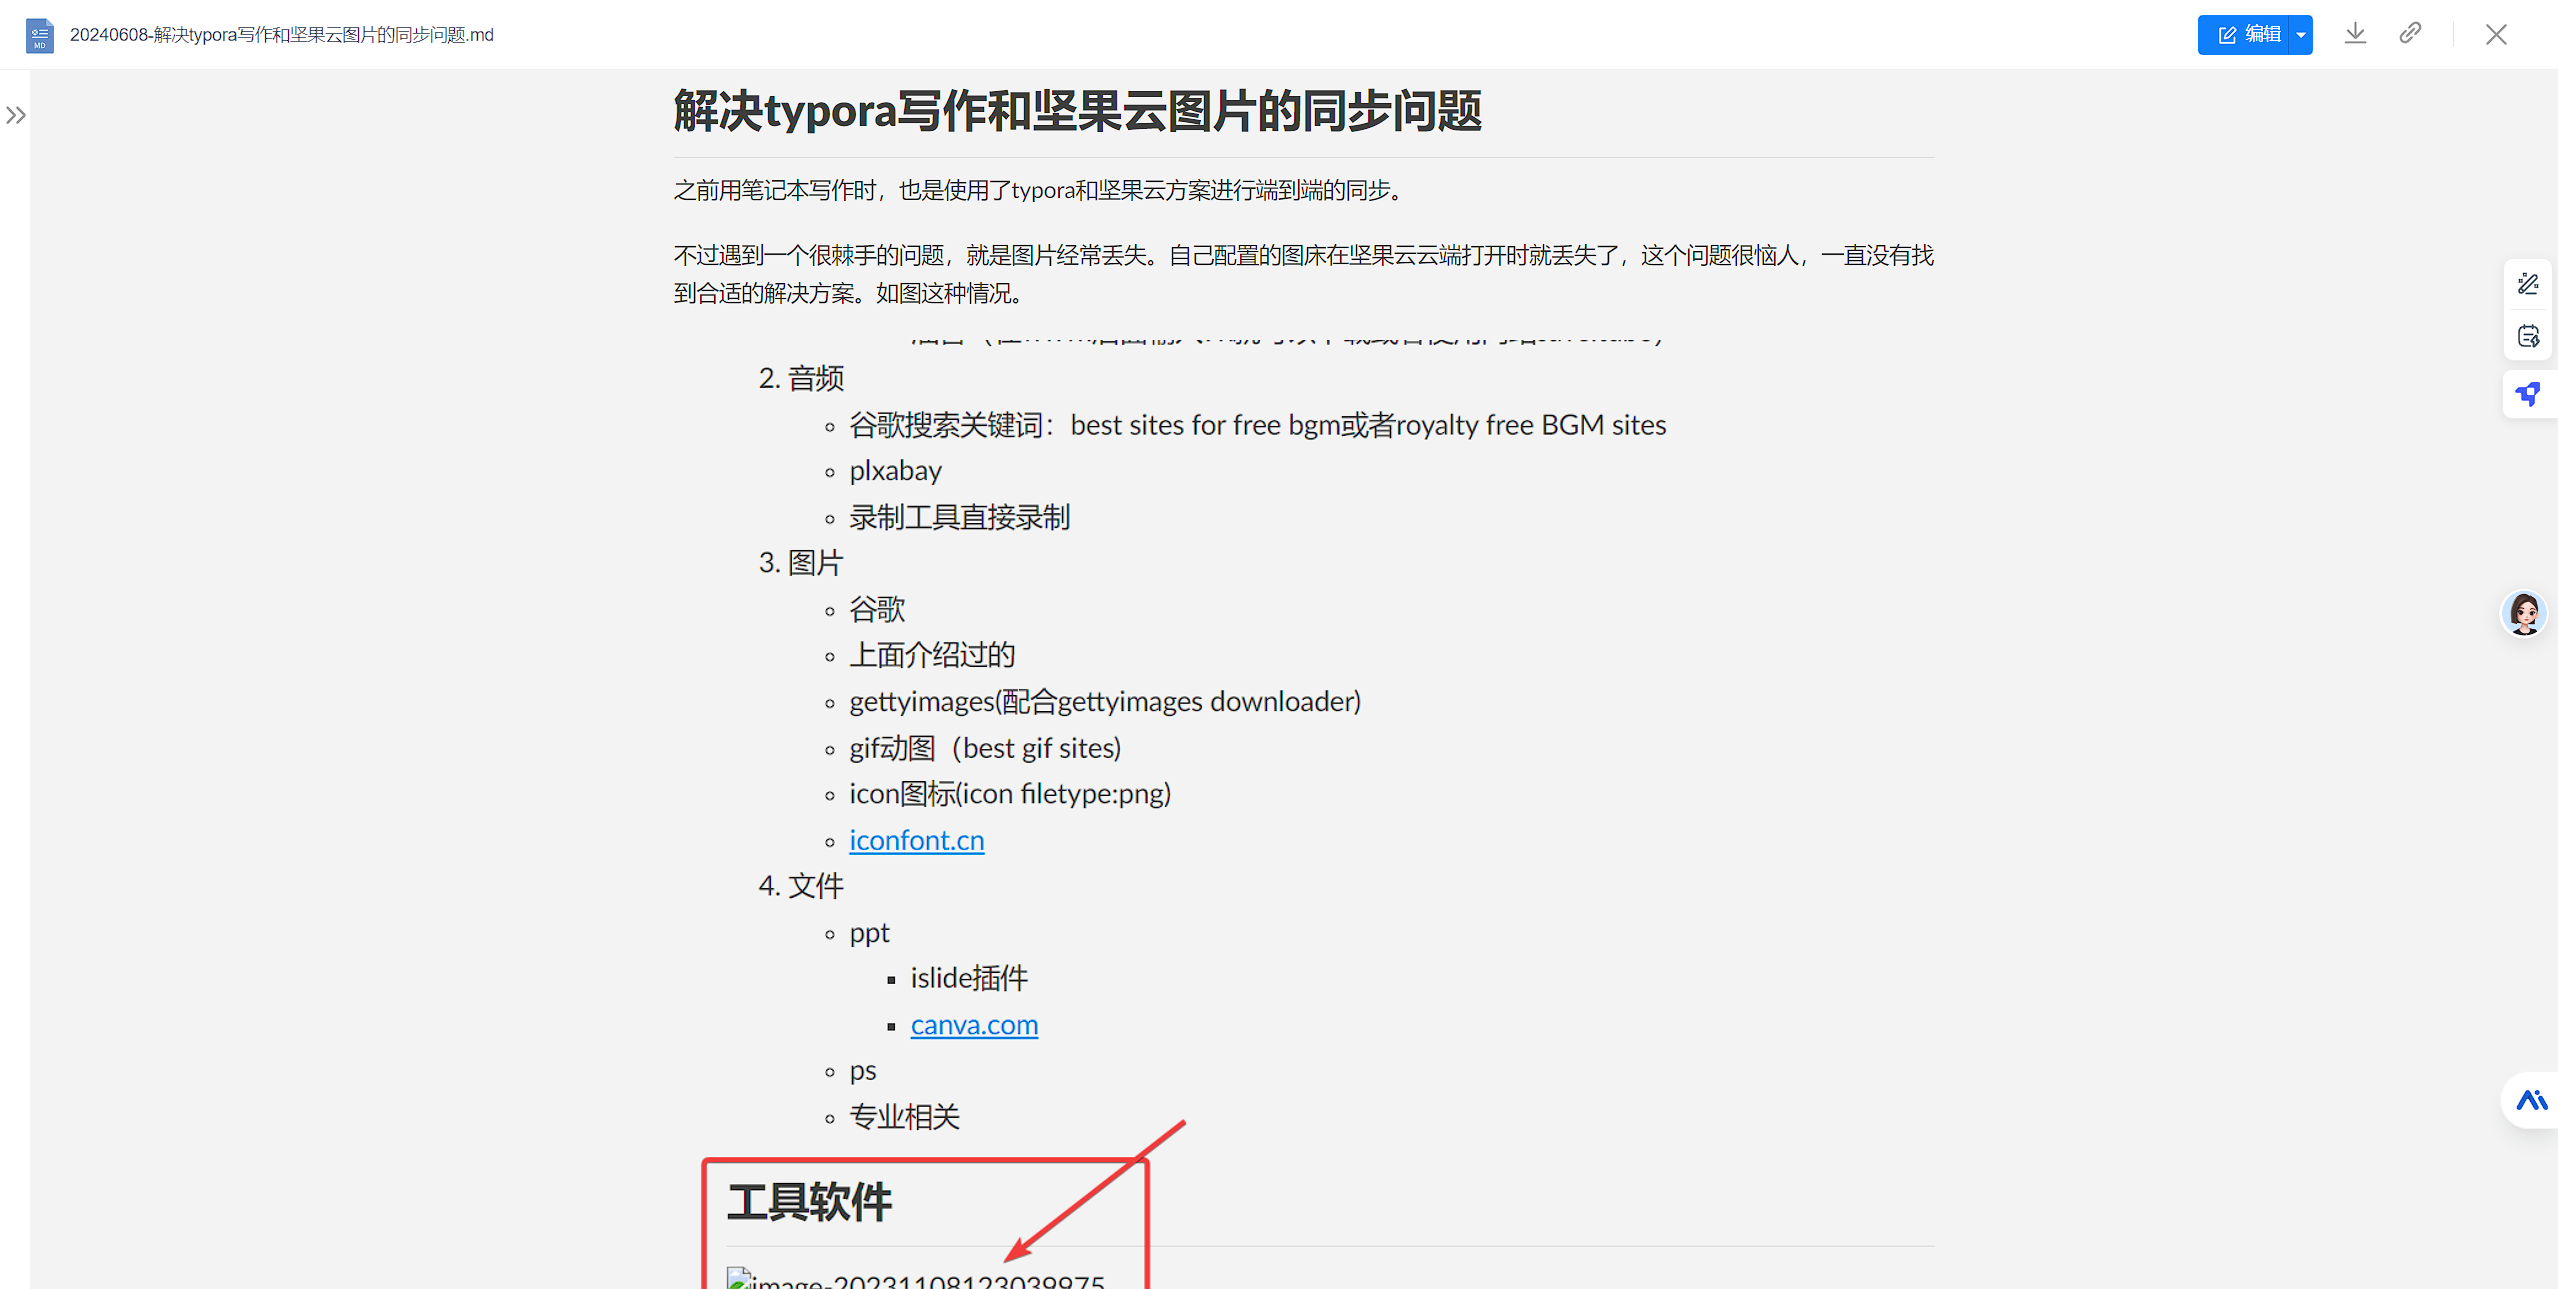 20240608-解决typora写作和坚果云图片的同步问题.md
编辑
解决typora写作和坚果云图片的同步问题
之前用笔记本写作时，也是使用了typora和坚果云方案进行端到端的同步。
不过遇到一个很棘手的问题，就是图片经常丢失。自己配置的图床在坚果云云端打开时就丢失了，这个问题很恼人，一直没有找
到合适的解决方案。如图这种情况。
2. 音频
谷歌搜索关键词：best sites for free bgm或者royalty free BGM sites
plxabay
录制工具直接录制
3. 图片
谷歌
上面介绍过的
gettyimages(配合gettyimages downloader)
gif动图（best gif sites)
icon图标(icon filetype:png)
iconfont.cn
4. 文件
ppt
islide插件
canva.com
ps
专业相关
工具软件
image-20231108123039975